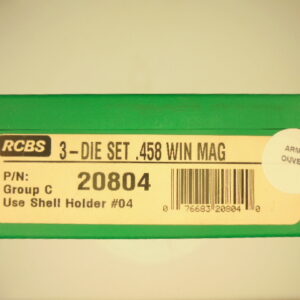 RCBS 3-DIE SET .458 WIN MAG
P/N: 20804
Group C
Use Shell Holder #04
0 76683 20804 0